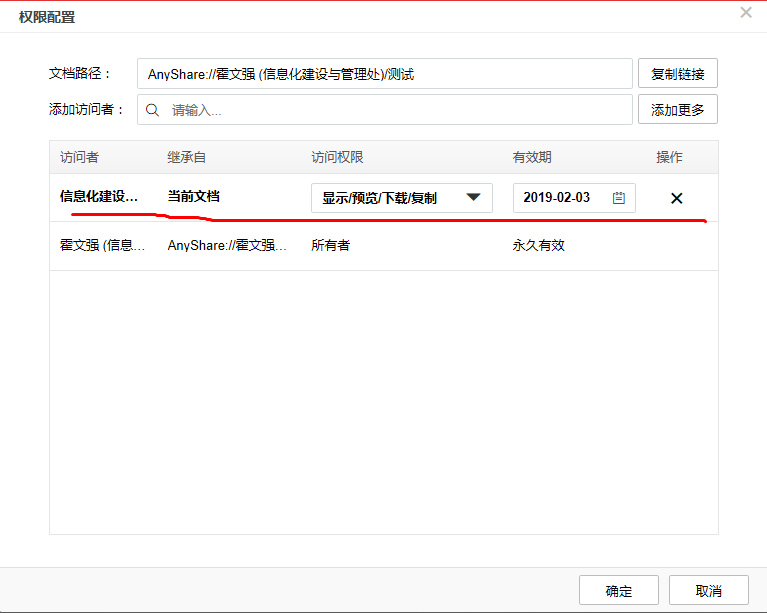 权限配置
文档路径： AnyShare://霍文强 (信息化建设与管理处)/测试 复制链接
添加访问者： 请输入... 添加更多
访问者 继承自 访问权限 有效期 操作
信息化建设... 当前文档 显示/预览/下载/复制 2019-02-03
霍文强 (信息... AnyShare://霍文强... 所有者 永久有效
确定 取消